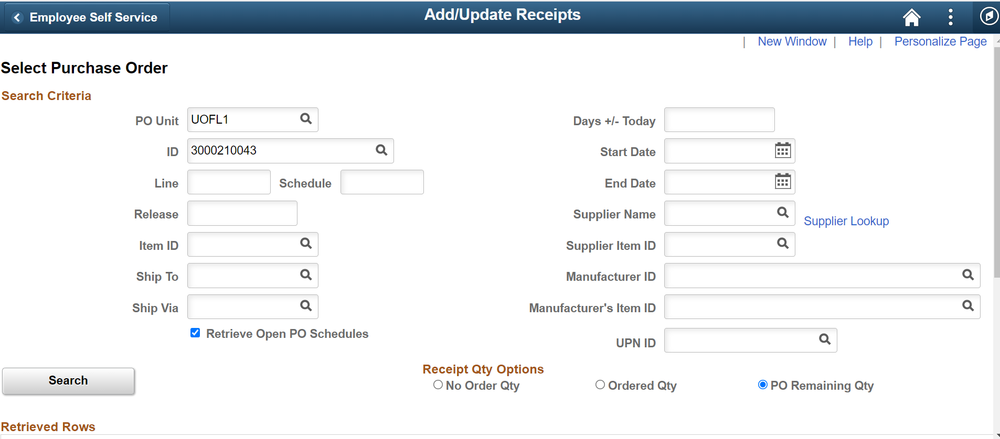 Employee Self Service
Add/Update Receipts
| New Window | Help | Personalize Page
Select Purchase Order
Search Criteria
PO Unit UOFL1 Days +/- Today
ID 3000210043 Start Date
Line Schedule End Date
Release Supplier Name Supplier Lookup
Item ID Supplier Item ID
Ship To Manufacturer ID
Ship Via Manufacturer's Item ID
Retrieve Open PO Schedules UPN ID
Search
Receipt Qty Options
No Order Qty Ordered Qty PO Remaining Qty
Retrieved Rows